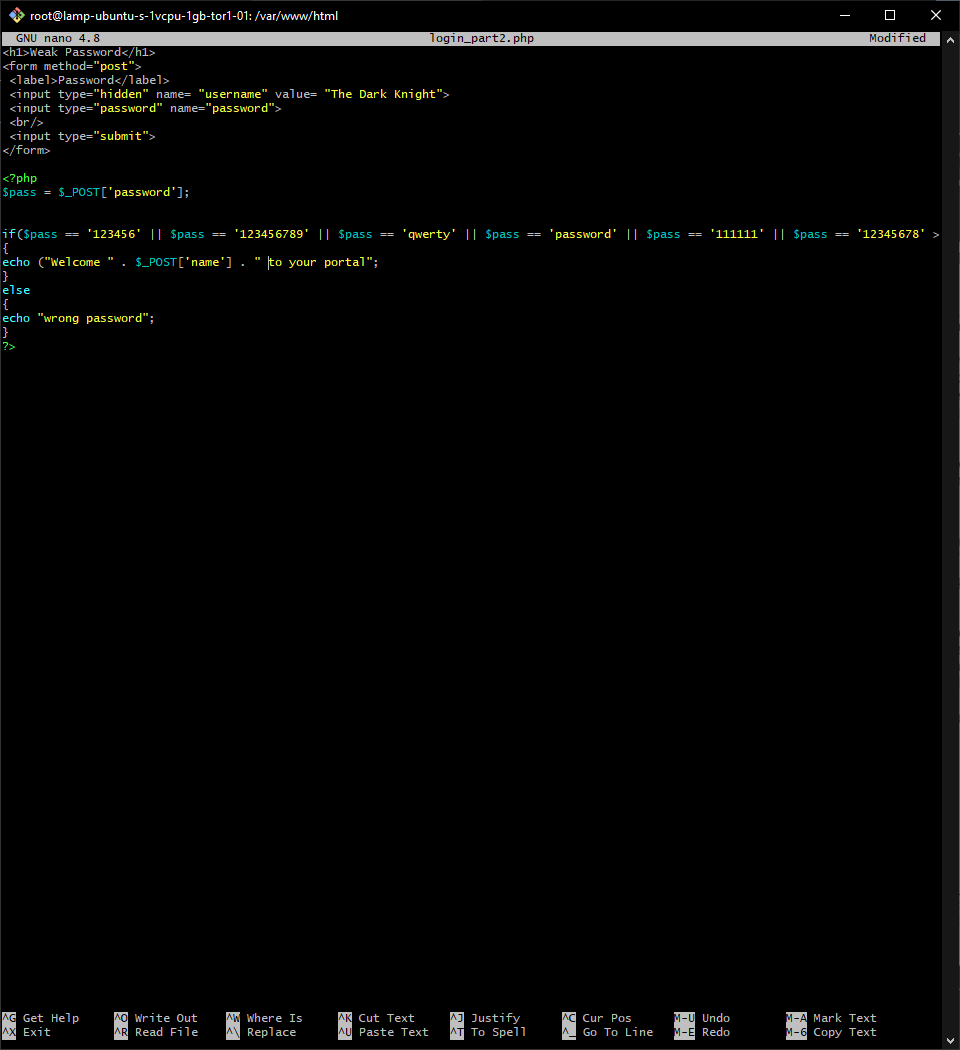 root@lamp-ubuntu-s-1vcpu-1gb-tor1-01: /var/www/html
GNU nano 4.8 login_part2.php Modified
<h1>Weak Password</h1>
<form method="post">
<label>Password</label>
<input type="hidden" name= "username" value= "The Dark Knight">
<input type="password" name="password">
<br/>
<input type="submit">
</form>
<?php
$pass = $_POST['password'];
if($pass == '123456' || $pass == '123456789' || $pass == 'qwerty' || $pass == 'password' || $pass == '111111' || $pass == '12345678' >
{
echo ("Welcome " . $_POST['name'] . " to your portal";
}
else
{
echo "wrong password";
}
?>
^G Get Help ^O Write Out ^W Where Is ^K Cut Text ^J Justify ^C Cur Pos M-U Undo M-A Mark Text
^X Exit ^R Read File ^\ Replace ^U Paste Text ^T To Spell ^_ Go To Line M-E Redo M-6 Copy Text